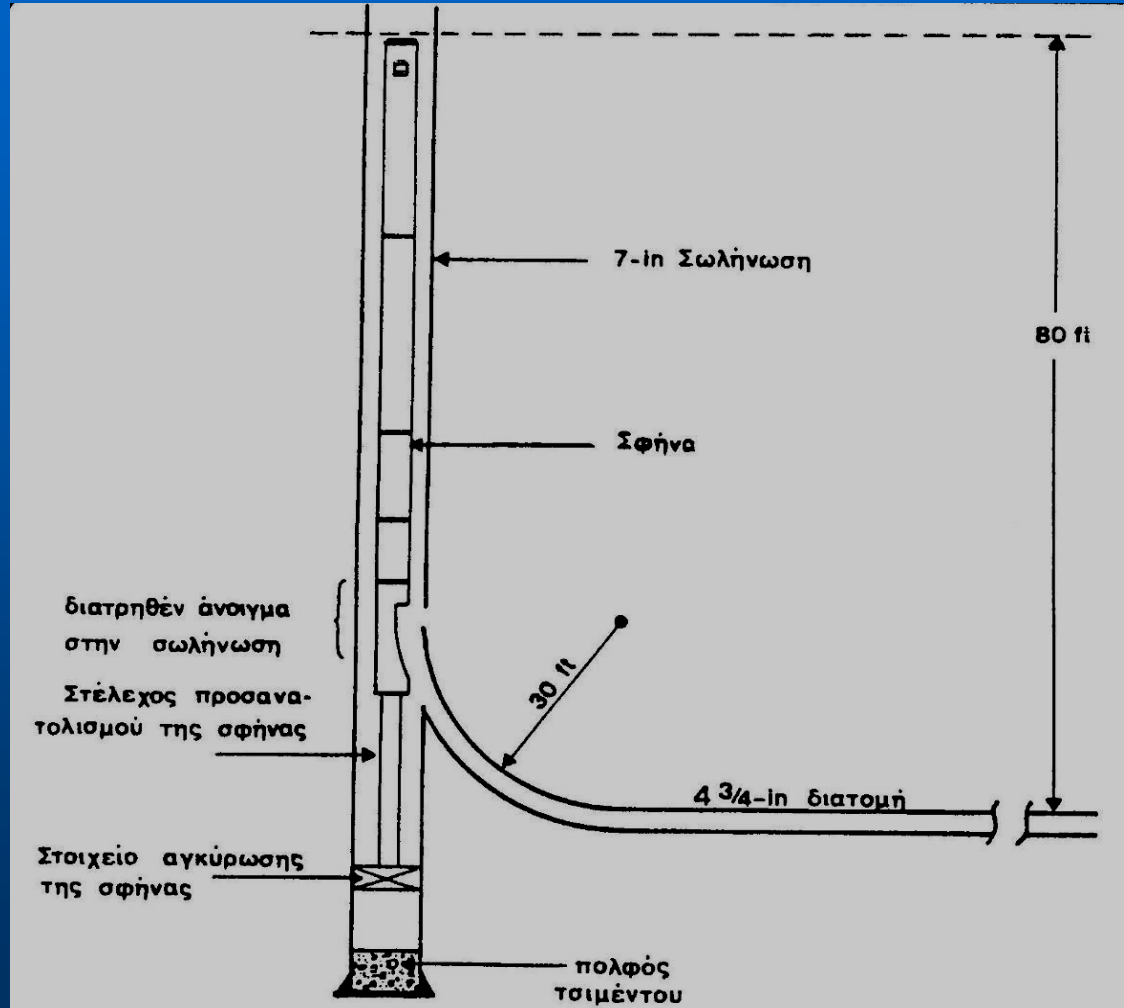 D
7-in Σωλήνωση
80 ft
Σφήνα
διατρηθέν άνοιγμα
στην σωλήνωση
30 ft
Στέλεχος προσανα-
τολισμού της σφήνας
4 3/4-in διατομή
Στοιχείο αγκύρωσης
της σφήνας
πολφός
τσιμέντου